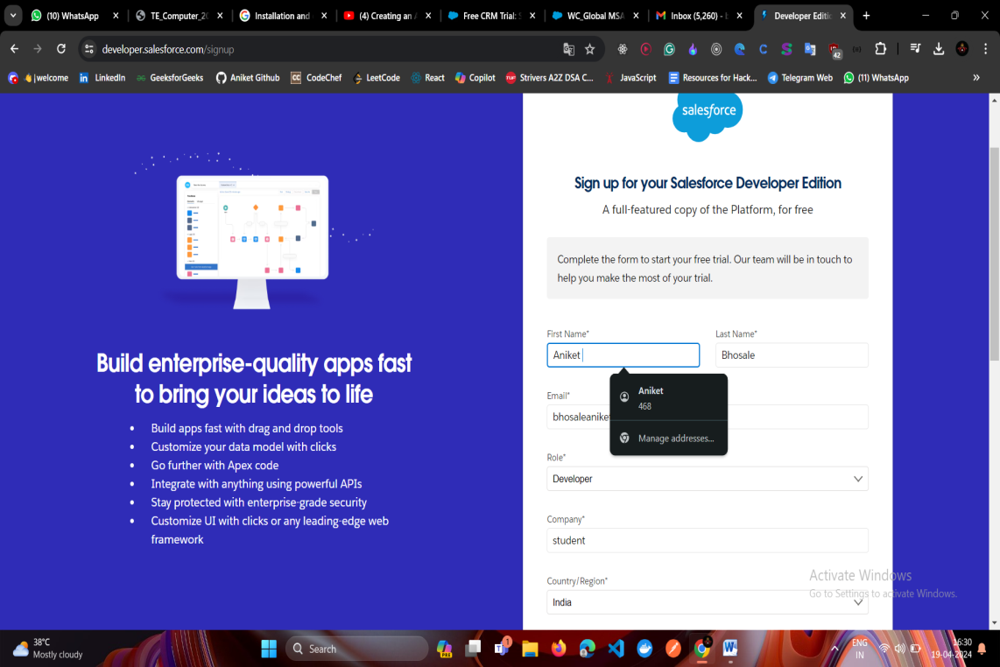 (10) WhatsApp
TE_Computer_20
Installation and
(4) Creating an A
Free CRM Trial: S
WC_Global MSA
Inbox (5,260) - b
Developer Editio
developer.salesforce.com/signup
42
|welcome
LinkedIn
GeeksforGeeks
Aniket Github
CodeChef
LeetCode
React
Copilot
Strivers A2Z DSA C...
JavaScript
Resources for Hack...
Telegram Web
(11) WhatsApp
salesforce
Build enterprise-quality apps fast
to bring your ideas to life
• Build apps fast with drag and drop tools
• Customize your data model with clicks
• Go further with Apex code
• Integrate with anything using powerful APIs
• Stay protected with enterprise-grade security
• Customize UI with clicks or any leading-edge web
framework
Sign up for your Salesforce Developer Edition
A full-featured copy of the Platform, for free
Complete the form to start your free trial. Our team will be in touch to
help you make the most of your trial.
First Name*
Last Name*
Aniket
Bhosale
Aniket
468
Manage addresses...
Email*
bhosaleanike
Role*
Developer
Company*
student
Country/Region*
India
Activate Windows
Go to Settings to activate Windows.
38°C
Mostly cloudy
Search
PRE
1
ENG
IN
16:30
19-04-2024